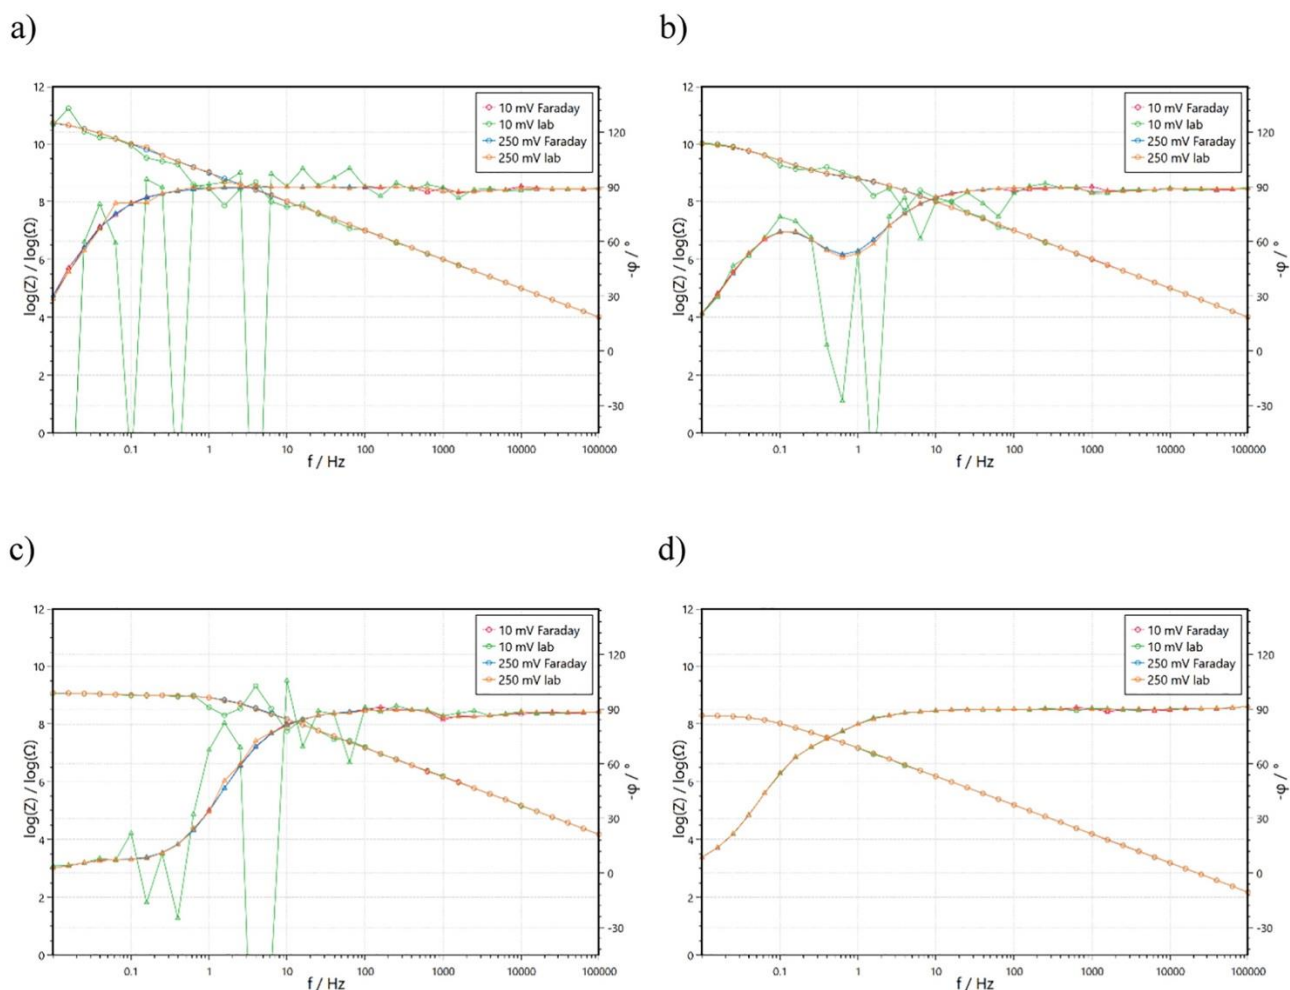 a)
12
10
8
6
4
2
0
log(Z) / log(Ω)
10 mV Faraday
10 mV lab
250 mV Faraday
250 mV lab
120
90
60
30
0
-30
-φ / °
0.1 1 10 100 1000 10000 100000
f / Hz
b)
12
10
8
6
4
2
0
log(Z) / log(Ω)
10 mV Faraday
10 mV lab
250 mV Faraday
250 mV lab
120
90
60
30
0
-30
-φ / °
0.1 1 10 100 1000 10000 100000
f / Hz
c)
12
10
8
6
4
2
0
log(Z) / log(Ω)
10 mV Faraday
10 mV lab
250 mV Faraday
250 mV lab
120
90
60
30
0
-30
-φ / °
0.1 1 10 100 1000 10000 100000
f / Hz
d)
12
10
8
6
4
2
0
log(Z) / log(Ω)
10 mV Faraday
10 mV lab
250 mV Faraday
250 mV lab
120
90
60
30
0
-30
-φ / °
0.1 1 10 100 1000 10000 100000
f / Hz